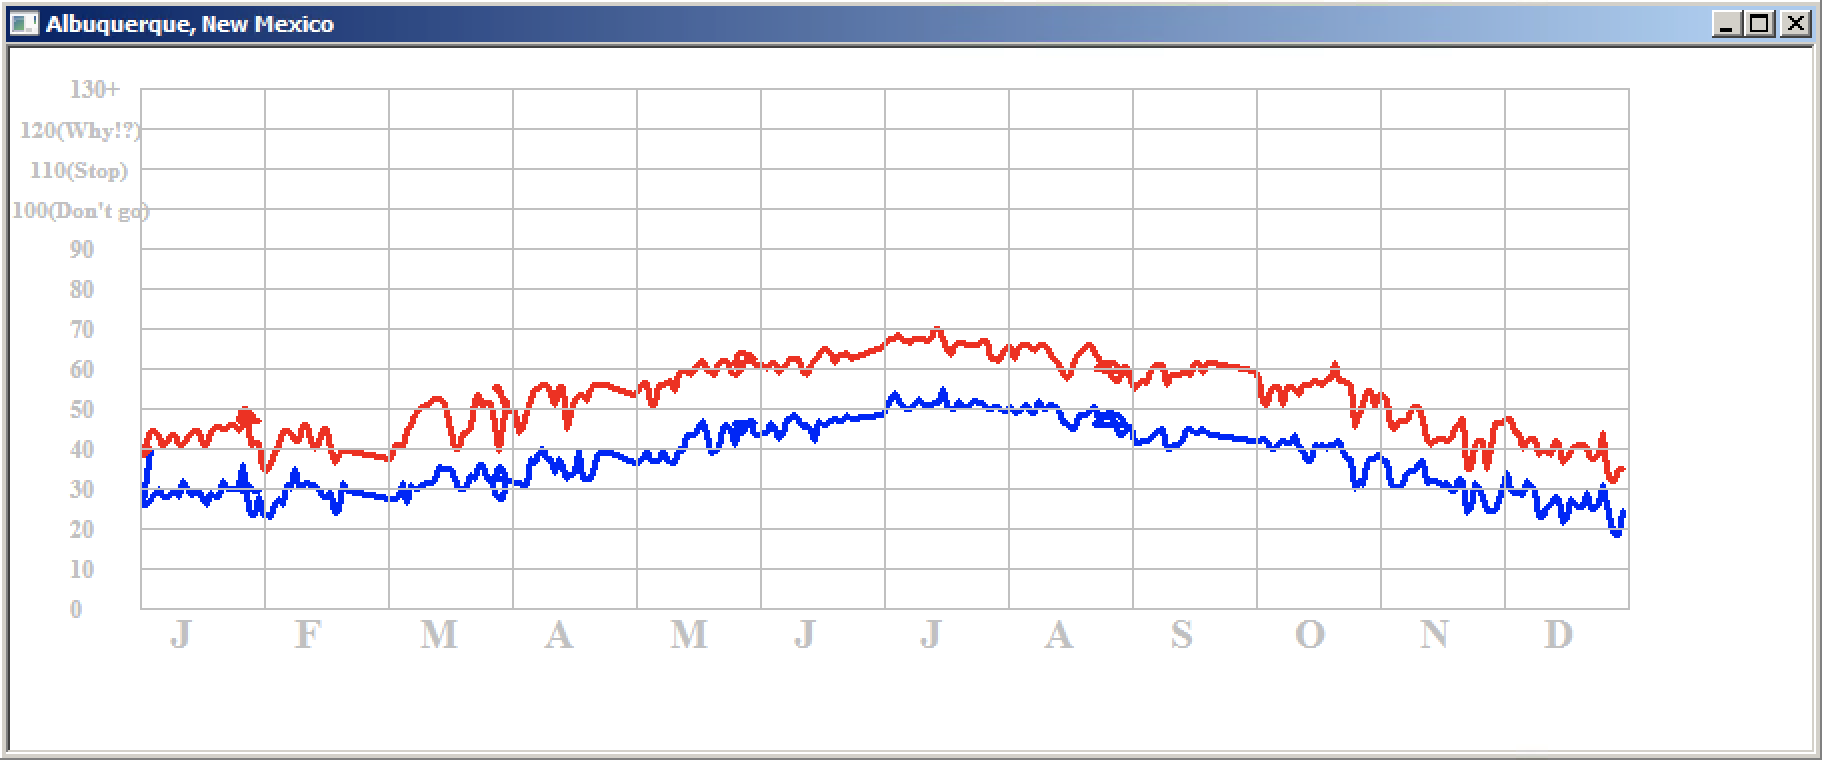 Albuquerque, New Mexico
130+
120(Why!?)
110(Stop)
100(Don't go)
90
80
70
60
50
40
30
20
10
0
J F M A M J J A S O N D